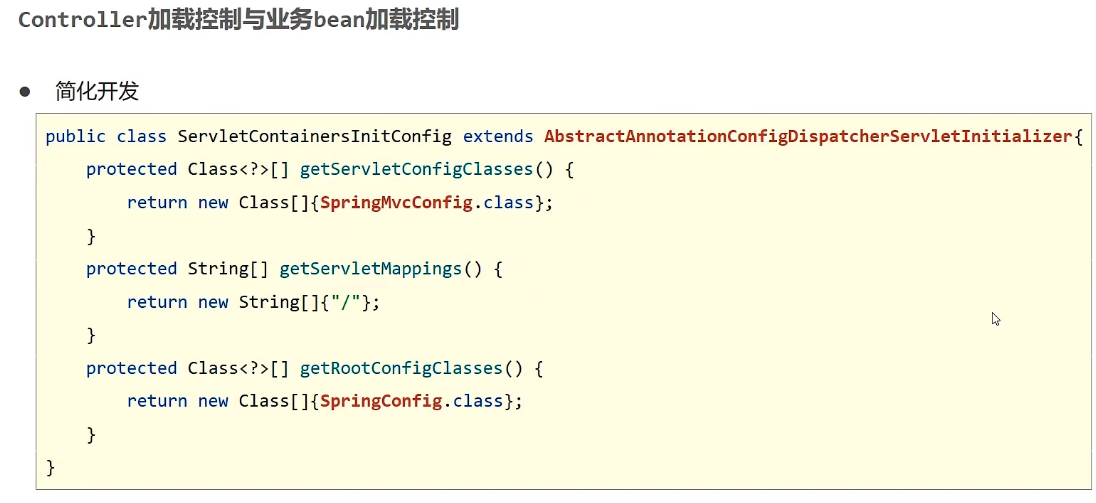 Controller加载控制与业务bean加载控制
● 简化开发
public class ServletContainersInitConfig extends AbstractAnnotationConfigDispatcherServletInitializer{
    protected Class<?>[] getServletConfigClasses() {
        return new Class[]{SpringMvcConfig.class};
    }
    protected String[] getServletMappings() {
        return new String[]{"/"};
    }
    protected Class<?>[] getRootConfigClasses() {
        return new Class[]{SpringConfig.class};
    }
}